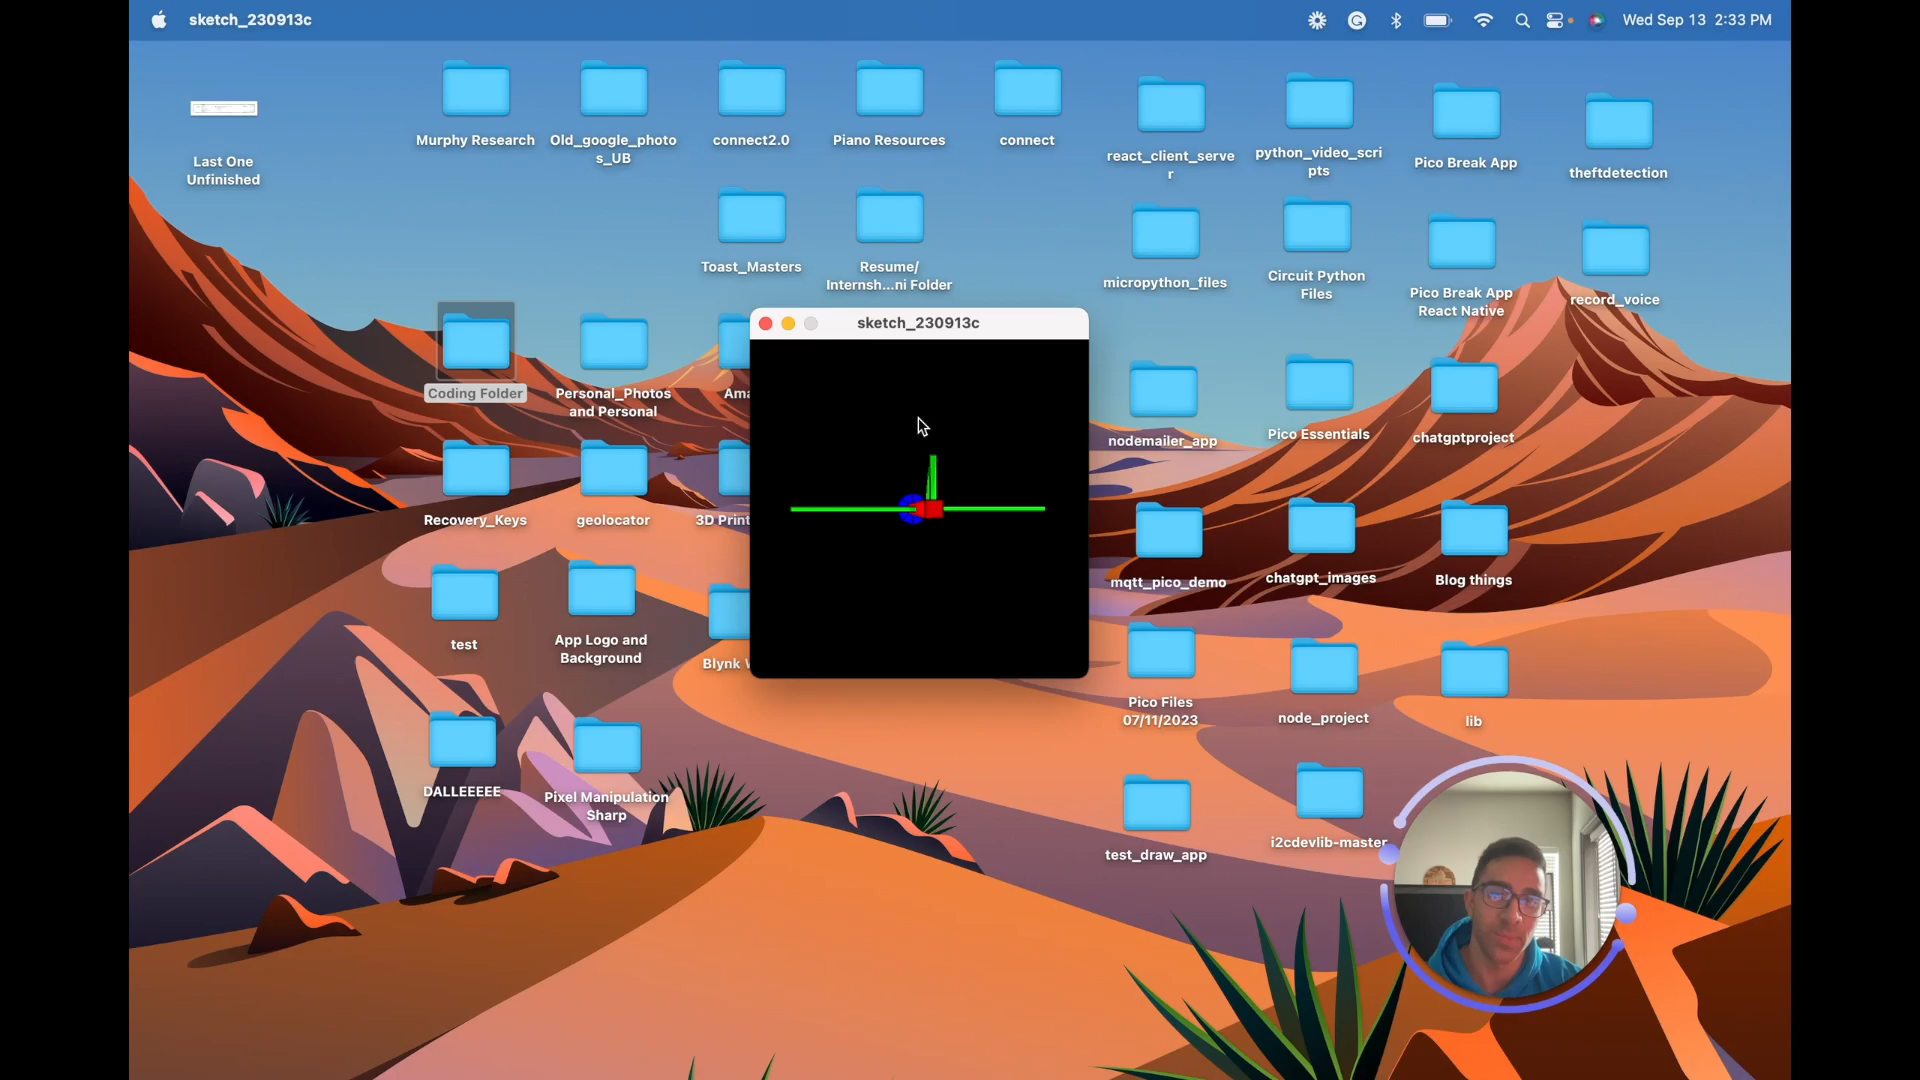 sketch_230913c
Wed Sep 13 2:33 PM
Last One
Unfinished
Murphy Research
Old_google_photo
s_UB
connect2.0
Piano Resources
connect
react_client_serve
r
python_video_scri
pts
Pico Break App
theftdetection
Toast_Masters
Resume/
Internsh...ni Folder
micropython_files
Circuit Python
Files
Pico Break App
React Native
record_voice
sketch_230913c
Coding Folder
Personal_Photos
and Personal
Ama
nodemailer_app
Pico Essentials
chatgptproject
Recovery_Keys
geolocator
3D Print
mqtt_pico_demo
chatgpt_images
Blog things
test
App Logo and
Background
Blynk
Pico Files
07/11/2023
node_project
lib
DALLEEEEE
Pixel Manipulation
Sharp
test_draw_app
i2cdevlib-master